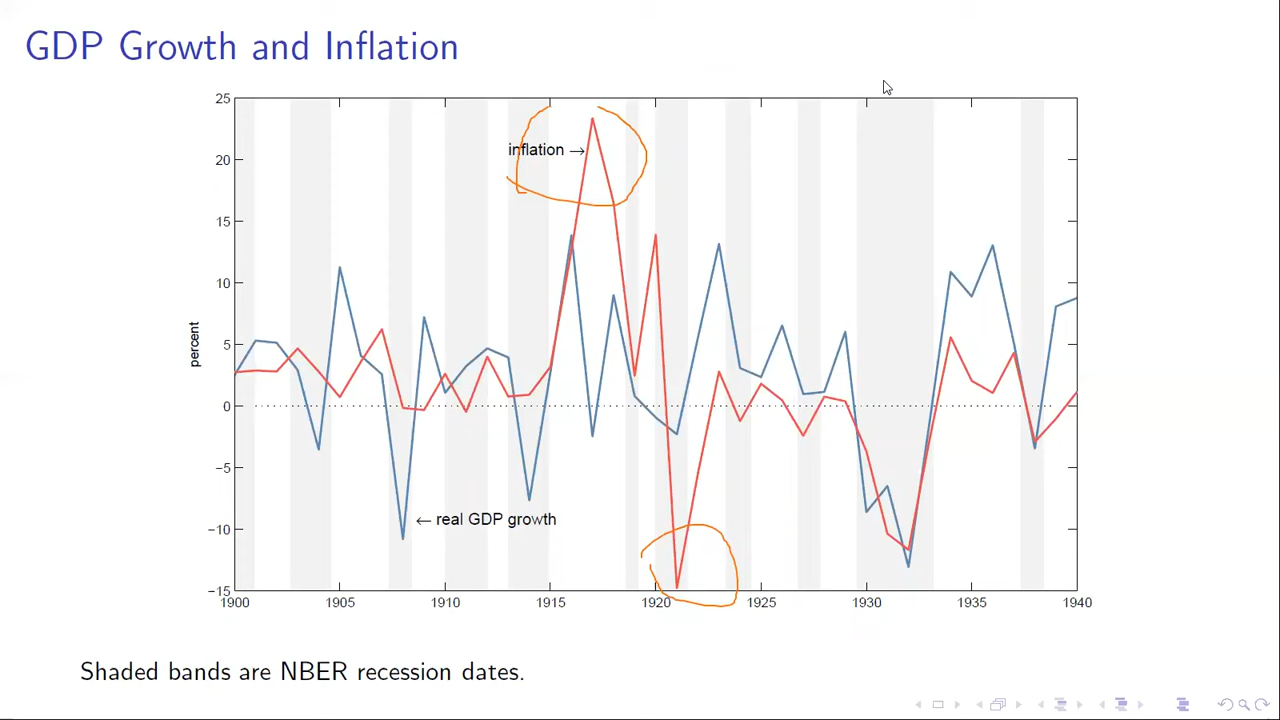 GDP Growth and Inflation
25
20
15
10
5
0
−5
−10
−15
percent
inflation →
← real GDP growth
1900 1905 1910 1915 1920 1925 1930 1935 1940
Shaded bands are NBER recession dates.